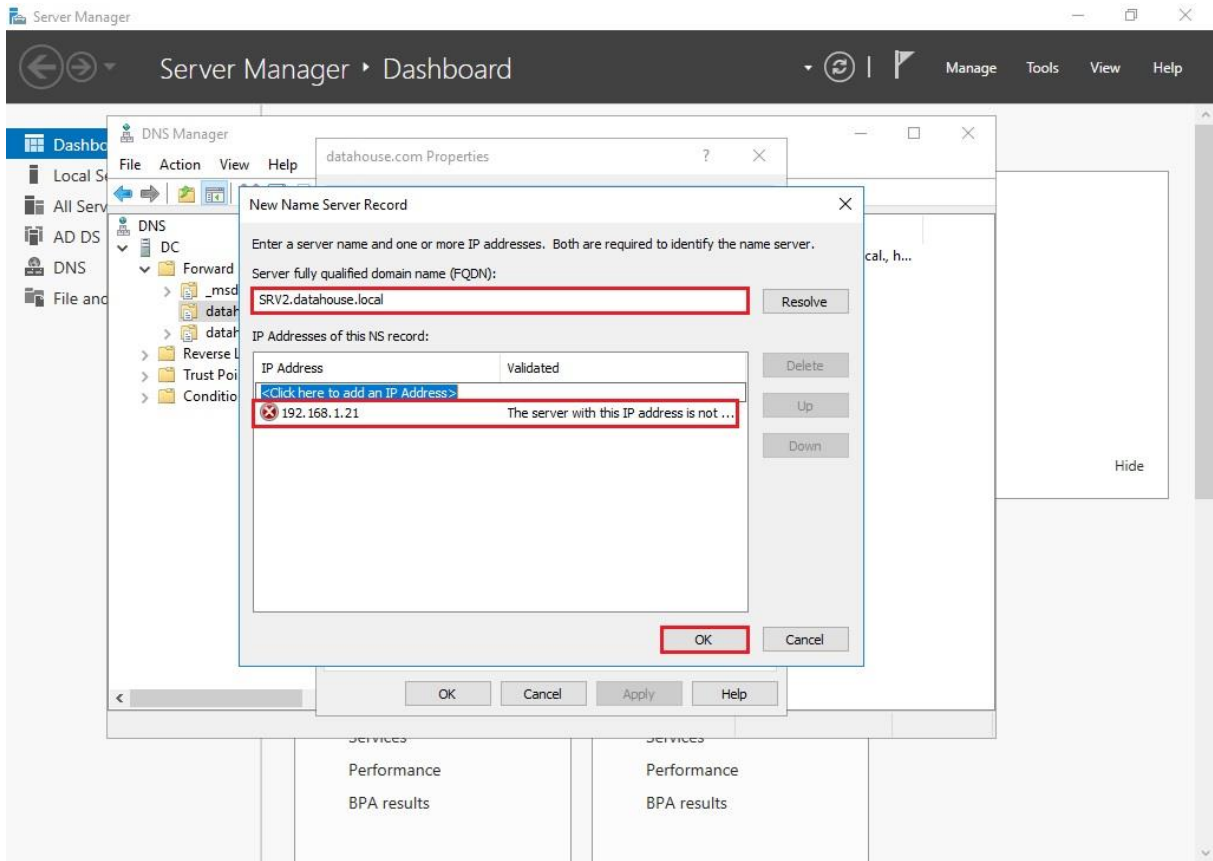 Server Manager
Server Manager • Dashboard
Manage Tools View Help
Dashbo
Local Se
All Serv
AD DS
DNS
File and
DNS Manager
File Action View Help
DNS
DC
Forward
_msd
datah
datah
Reverse L
Trust Poi
Conditio
cal., h...
datahouse.com Properties
New Name Server Record
Enter a server name and one or more IP addresses. Both are required to identify the name server.
Server fully qualified domain name (FQDN):
SRV2.datahouse.local
Resolve
IP Addresses of this NS record:
IP Address Validated
Delete
<Click here to add an IP Address>
192.168.1.21 The server with this IP address is not ...
Up
Down
OK Cancel
OK Cancel Apply Help
Hide
Services Services
Performance Performance
BPA results BPA results